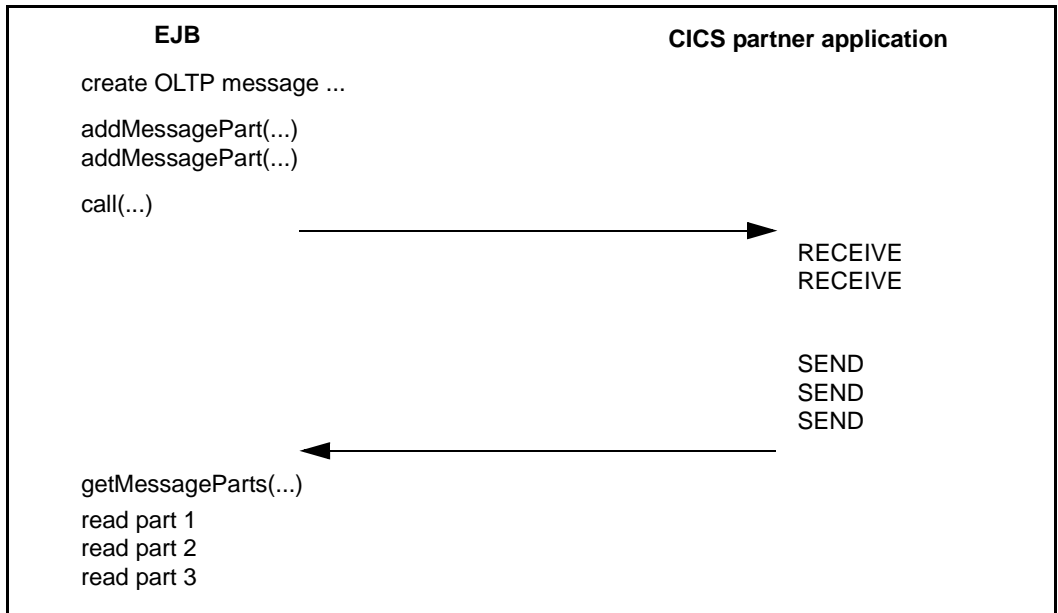 EJB
CICS partner application
create OLTP message ...
addMessagePart(...)
addMessagePart(...)
call(...)
RECEIVE
RECEIVE
SEND
SEND
SEND
getMessageParts(...)
read part 1
read part 2
read part 3